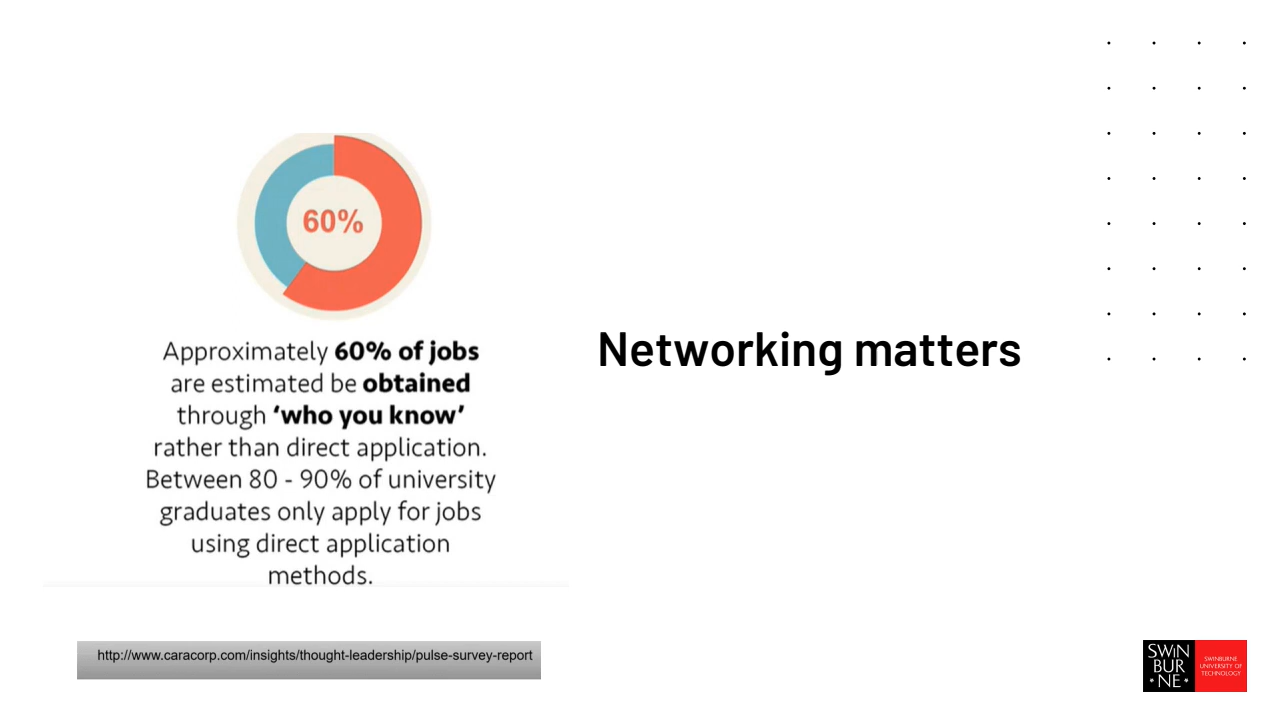 60%
Approximately 60% of jobs
are estimated be obtained
through ‘who you know’
rather than direct application.
Between 80 - 90% of university
graduates only apply for jobs
using direct application
methods.
Networking matters
http://www.caracorp.com/insights/thought-leadership/pulse-survey-report
SWIN
BUR
NE
SWINBURNE
UNIVERSITY OF
TECHNOLOGY